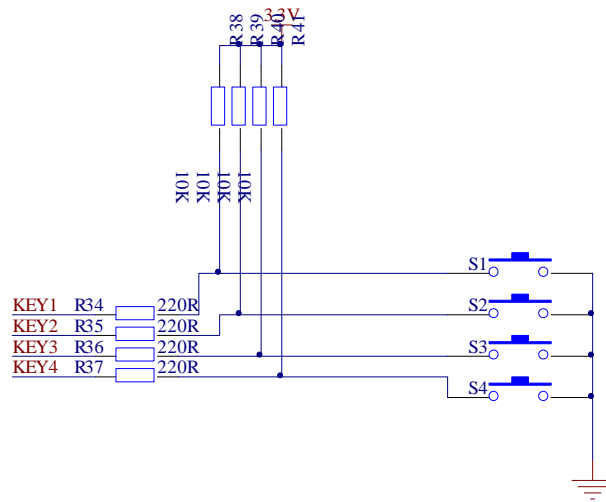 3.3V
R38
R39
R40
R41
10K
10K
10K
10K
S1
KEY1 R34 220R
S2
KEY2 R35 220R
S3
KEY3 R36 220R
KEY4 R37 220R
S4